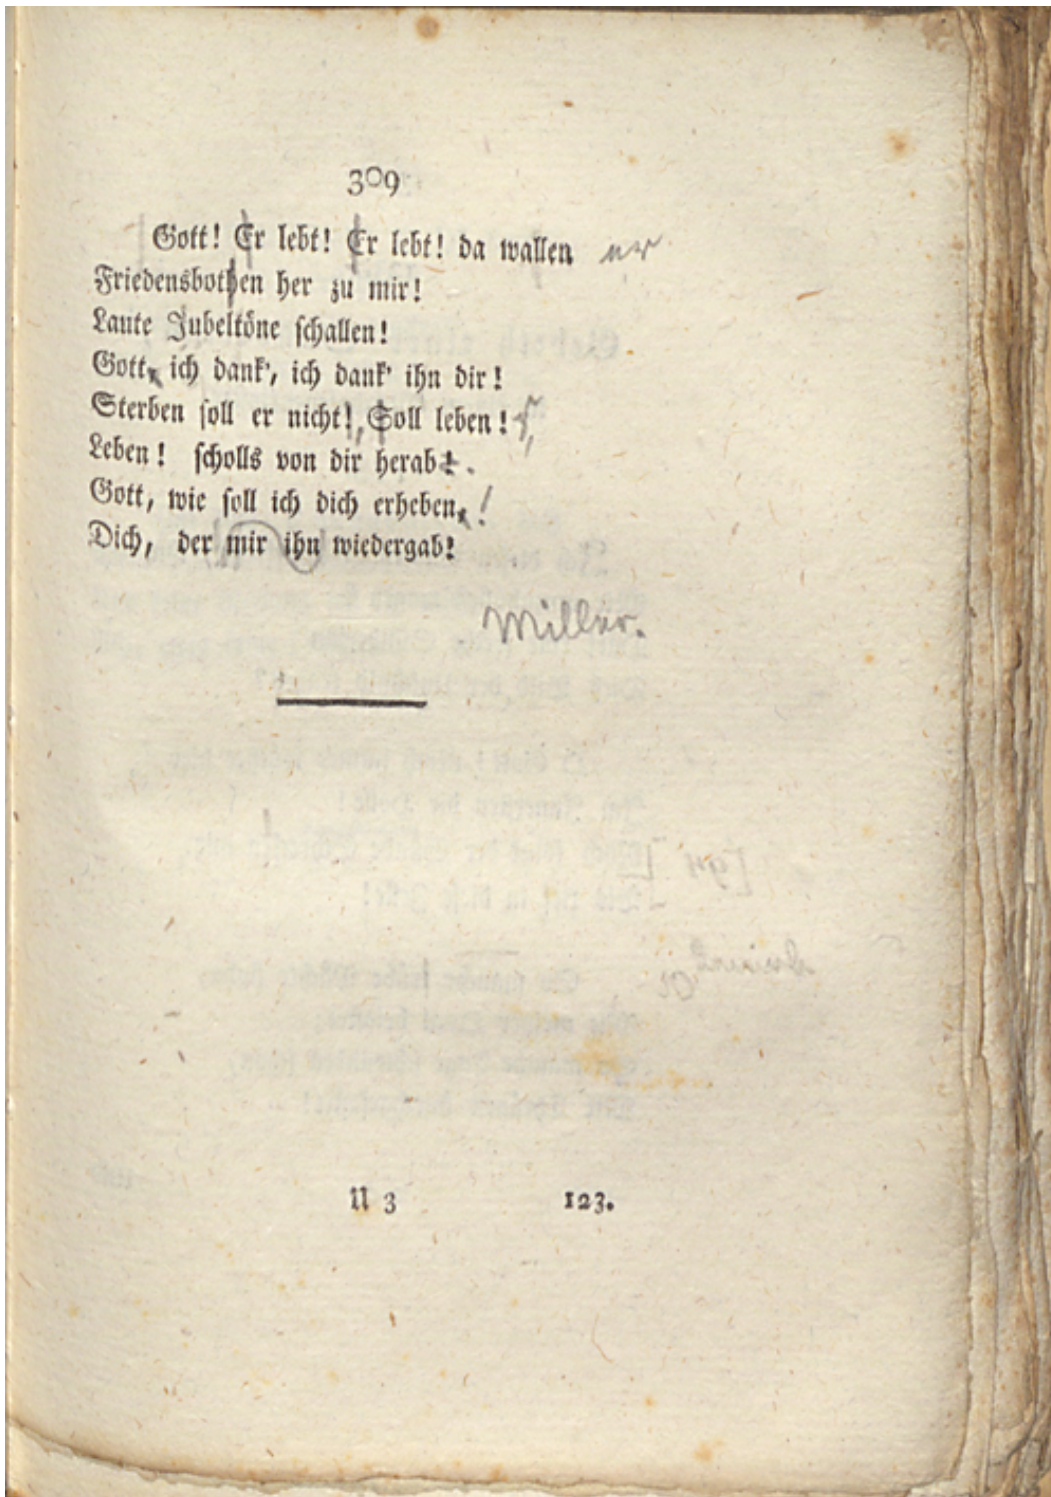 309
Gott! Er lebt! Er lebt! da wallen er
Friedensbothen her zu mir!
Laute Jubeltöne schallen!
Gott, ich dank', ich dank' ihn dir!
Sterben soll er nicht! Soll leben!
Leben! scholls von dir herab!
Gott, wie soll ich dich erheben, !
Dich, der mir ihn wiedergab!
Miller.
U 3 123.